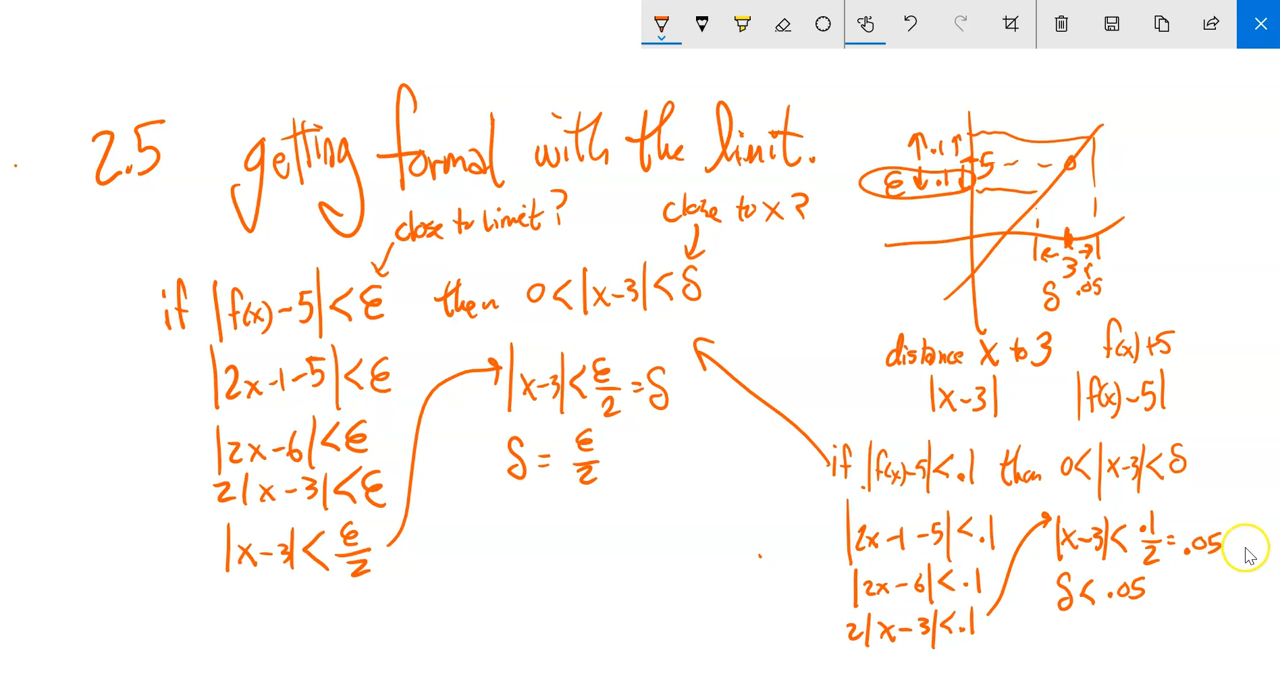 2.5 getting formal with the limit.
close to limit?
close to x?
if |f(x)-5| < ε then 0 < |x-3| < δ
|2x-1-5| < ε
|2x-6| < ε
2|x-3| < ε
|x-3| < ε/2
|x-3| < ε/2 = δ
δ = ε/2
↑.1↑
5
ε ↓.1↓
3
δ .05
distance x to 3 f(x) + 5
|x-3| |f(x)-5|
if |f(x)-5| < .1 then 0 < |x-3| < δ
|2x-1-5| < .1
|2x-6| < .1
2|x-3| < .1
|x-3| < .1/2 = .05
δ < .05